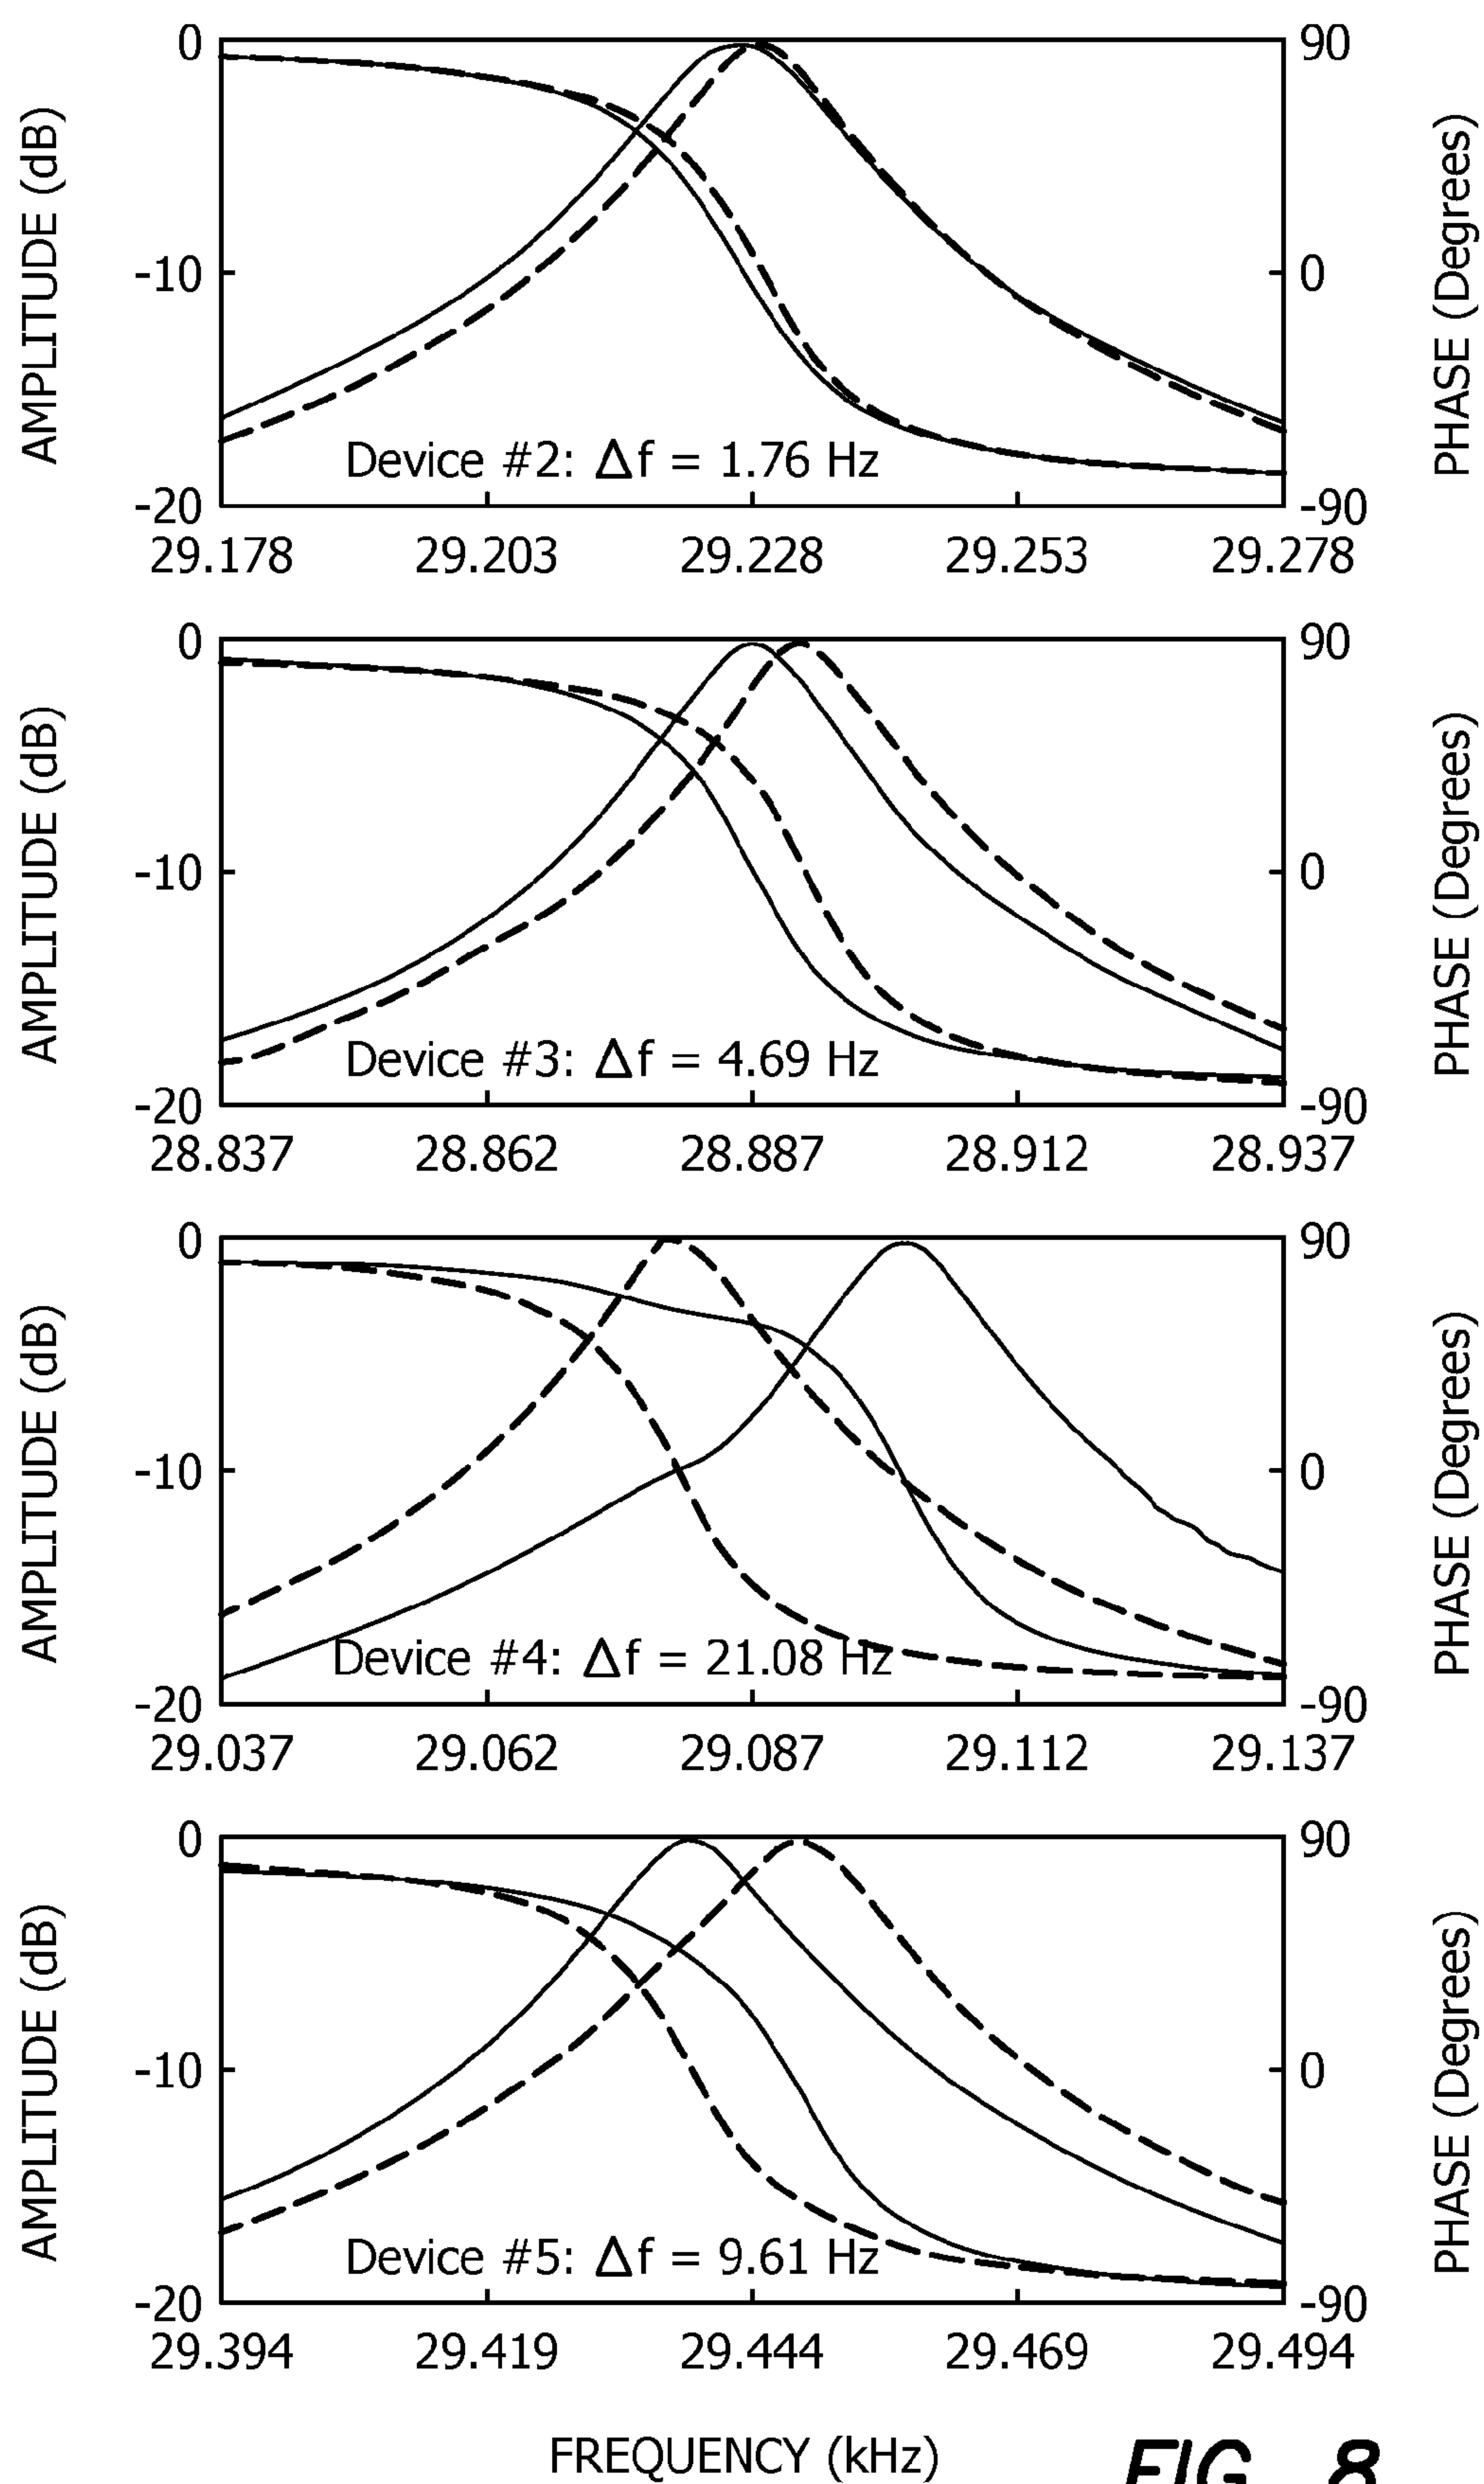 0
90
AMPLITUDE (dB)
PHASE (Degrees)
-10
0
Device #2: Δf = 1.76 Hz
-20
-90
29.178 29.203 29.228 29.253 29.278
0
90
AMPLITUDE (dB)
PHASE (Degrees)
-10
0
Device #3: Δf = 4.69 Hz
-20
-90
28.837 28.862 28.887 28.912 28.937
0
90
AMPLITUDE (dB)
PHASE (Degrees)
-10
0
Device #4: Δf = 21.08 Hz
-20
-90
29.037 29.062 29.087 29.112 29.137
0
90
AMPLITUDE (dB)
PHASE (Degrees)
-10
0
Device #5: Δf = 9.61 Hz
-20
-90
29.394 29.419 29.444 29.469 29.494
FREQUENCY (kHz)
FIG. 8